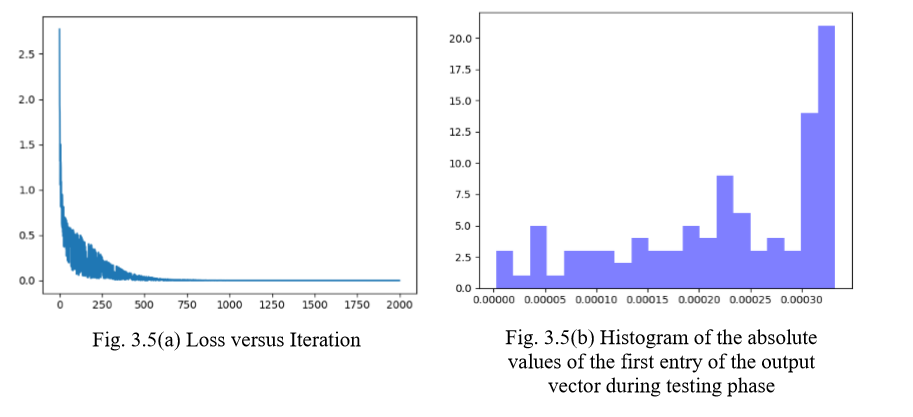 2.5
2.0
1.5
1.0
0.5
0.0
0 250 500 750 1000 1250 1500 1750 2000
Fig. 3.5(a) Loss versus Iteration
20.0
17.5
15.0
12.5
10.0
7.5
5.0
2.5
0.0
0.00000 0.00005 0.00010 0.00015 0.00020 0.00025 0.00030
Fig. 3.5(b) Histogram of the absolute
values of the first entry of the output
vector during testing phase